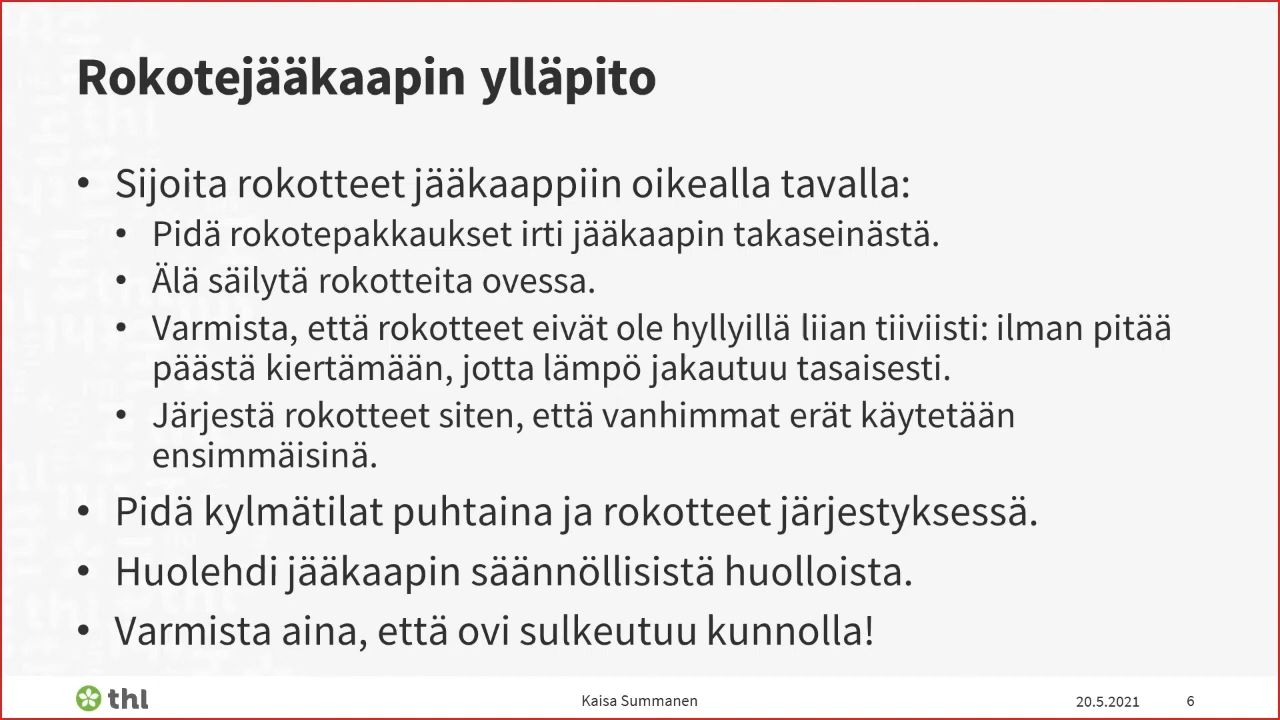 Rokotejääkaapin ylläpito
• Sijoita rokotteet jääkaappiin oikealla tavalla:
• Pidä rokotepakkaukset irti jääkaapin takaseinästä.
• Älä säilytä rokotteita ovessa.
• Varmista, että rokotteet eivät ole hyllyillä liian tiiviisti: ilman pitää
päästä kiertämään, jotta lämpö jakautuu tasaisesti.
• Järjestä rokotteet siten, että vanhimmat erät käytetään
ensimmäisinä.
• Pidä kylmätilat puhtaina ja rokotteet järjestyksessä.
• Huolehdi jääkaapin säännöllisistä huolloista.
• Varmista aina, että ovi sulkeutuu kunnolla!
thl Kaisa Summanen 20.5.2021 6